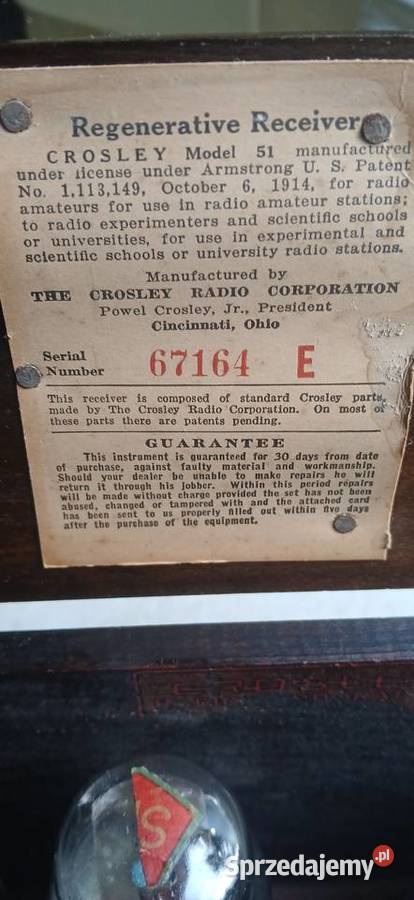 Regenerative Receiver
CROSLEY Model 51 manufactured
under license under Armstrong U. S. Patent
No. 1,113,149, October 6, 1914, for radio
amateurs for use in radio amateur stations;
to radio experimenters and scientific schools
or universities, for use in experimental and
scientific schools or university radio stations.
Manufactured by
THE CROSLEY RADIO CORPORATION
Powel Crosley, Jr., President
Cincinnati, Ohio
Serial
Number 67164 E
This receiver is composed of standard Crosley parts,
made by The Crosley Radio Corporation. On most of
these parts there are patents pending.
GUARANTEE
This instrument is guaranteed for 30 days from date
of purchase, against faulty material and workmanship.
Should your dealer be unable to make repairs he will
return it through his jobber. Within this period repairs
will be made without charge provided the set has not been
abused, changed or tampered with and the attached card
has been sent to us properly filled out within five days
after the purchase of the equipment.
S
Sprzedajemy.pl